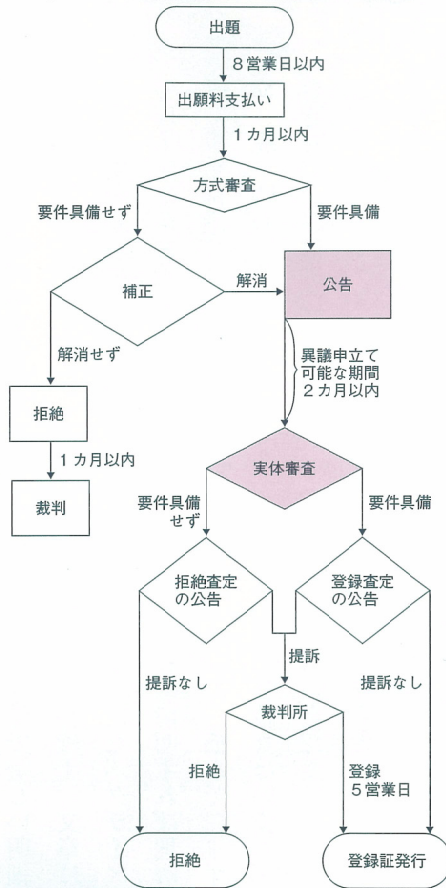 出題
8営業日以内
出願料支払い
1カ月以内
方式審査
要件具備せず
要件具備
補正
解消
公告
解消せず
異議申立て
可能な期間
2カ月以内
拒絶
1カ月以内
裁判
実体審査
要件具備
せず
要件具備
拒絶査定
の公告
登録査定
の公告
提訴
提訴なし
提訴なし
裁判所
拒絶
登録
5営業日
拒絶
登録証発行